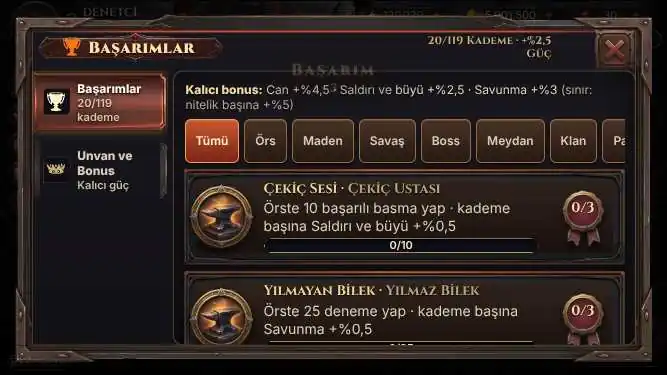 DENETCİ
BAŞARIMLAR
20/119 KADEME · +%2,5
GÜÇ
BAŞARIM
Başarımlar
20/119
kademe
Unvan ve
Bonus
Kalıcı güç
Kalıcı bonus: Can +%4,5 · Saldırı ve büyü +%2,5 · Savunma +%3 (sınır:
nitelik başına +%5)
Tümü
Örs
Maden
Savaş
Boss
Meydan
Klan
ÇEKİÇ SESİ · ÇEKİÇ USTASI
Örste 10 başarılı basma yap · kademe
başına Saldırı ve büyü +%0,5
0/10
0/3
YILMAYAN BİLEK · YILMAZ BİLEK
Örste 25 deneme yap · kademe başına
Savunma +%0,5
0/3